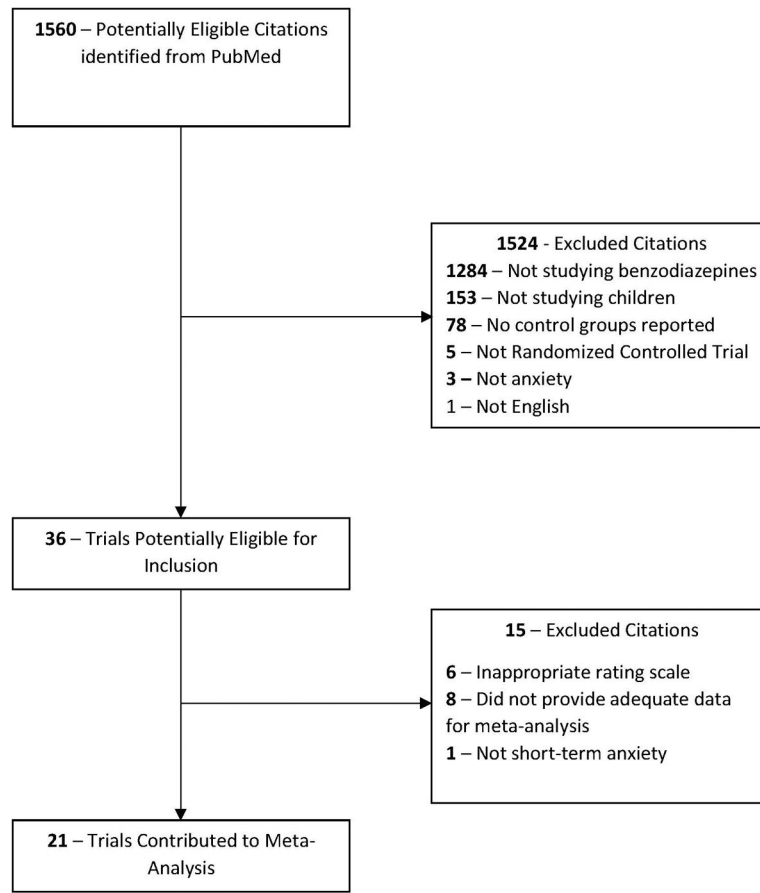 1560 – Potentially Eligible Citations
identified from PubMed
1524 - Excluded Citations
1284 – Not studying benzodiazepines
153 – Not studying children
78 – No control groups reported
5 – Not Randomized Controlled Trial
3 – Not anxiety
1 – Not English
36 – Trials Potentially Eligible for
Inclusion
15 – Excluded Citations
6 – Inappropriate rating scale
8 – Did not provide adequate data
for meta-analysis
1 – Not short-term anxiety
21 – Trials Contributed to Meta-
Analysis